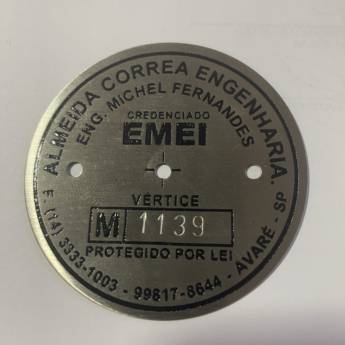 ALMEIDA CORREA ENGENHARIA.
ENG. MICHEL FERNANDES
CREDENCIADO
EMEI
VÉRTICE
M 1139
PROTEGIDO POR LEI
F. (14) 3333-1003 - 99817-8644 - AVARÉ - SP